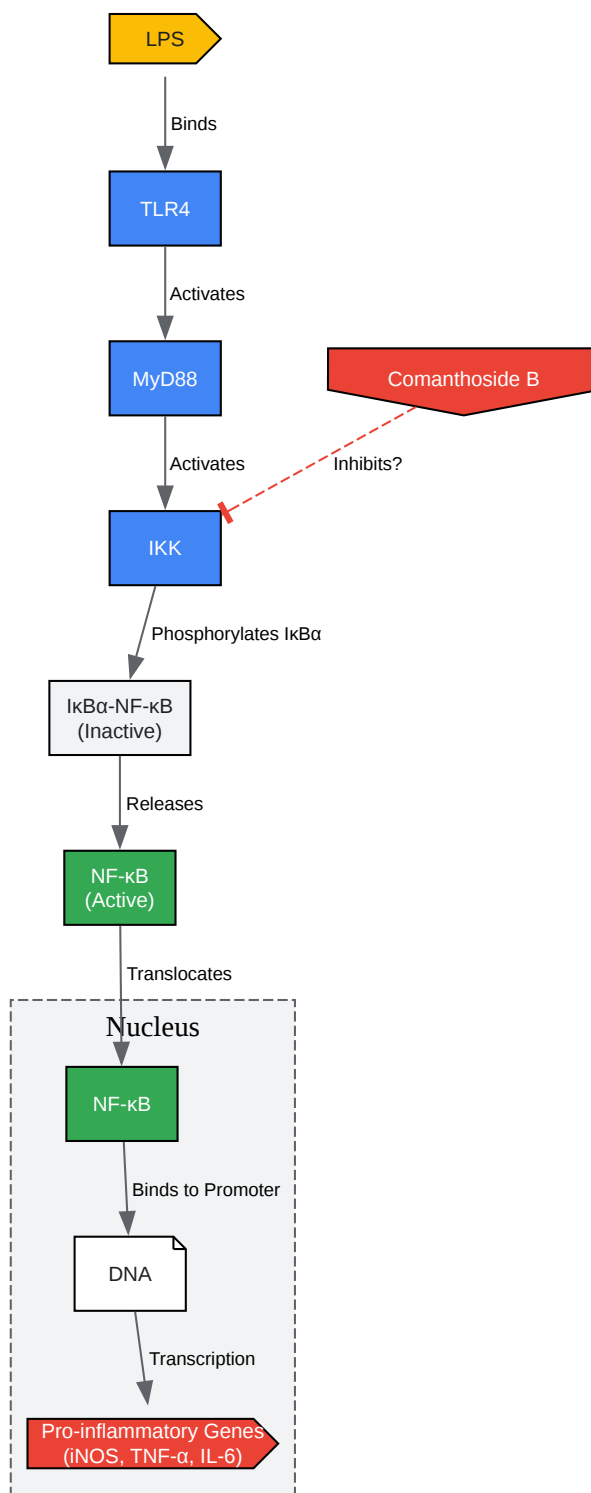 LPS
Binds
TLR4
Activates
MyD88
Comanthoside B
Activates
Inhibits?
IKK
Phosphorylates IκBα
IκBα-NF-κB
(Inactive)
Releases
NF-κB
(Active)
Translocates
Nucleus
NF-κB
Binds to Promoter
DNA
Transcription
Pro-inflammatory Genes
(iNOS, TNF-α, IL-6)